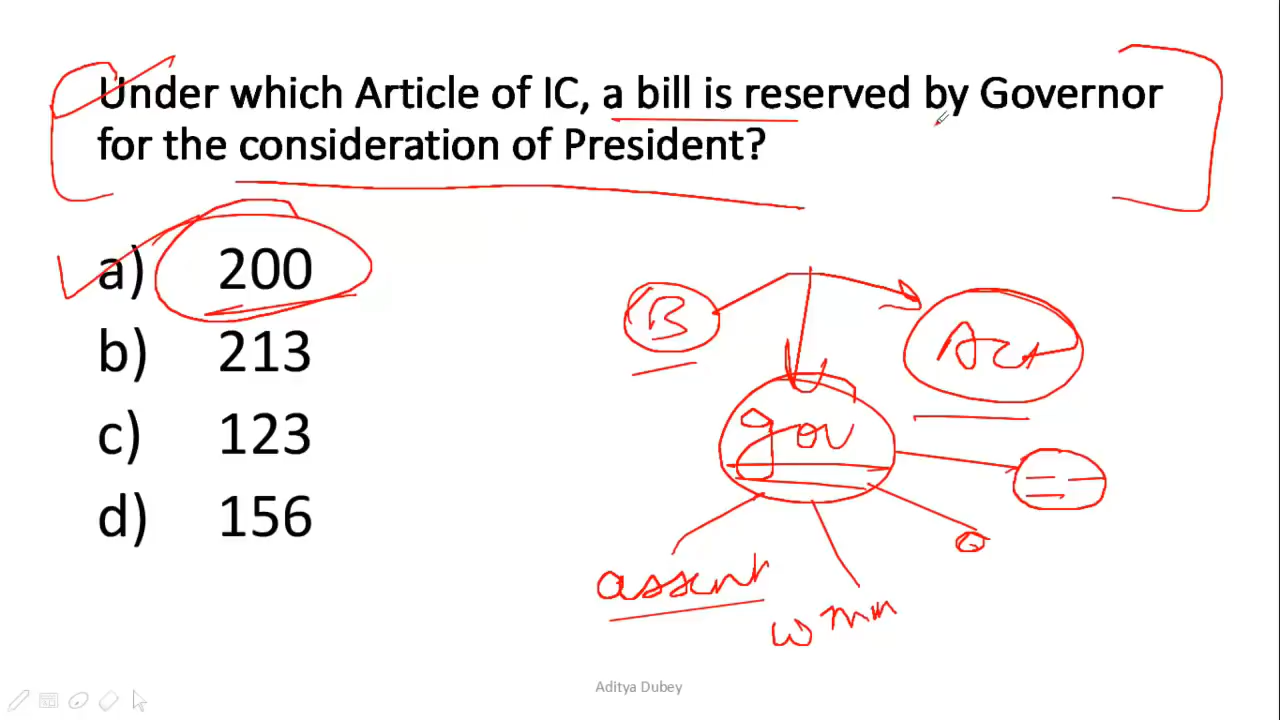 Under which Article of IC, a bill is reserved by Governor
for the consideration of President?
a) 200
b) 213
c) 123
d) 156
B
Act
gov
assent
Aditya Dubey